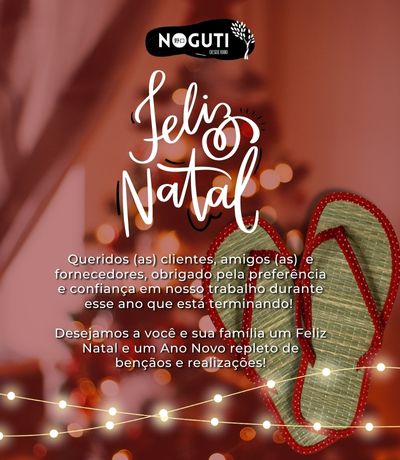 NOGUTI
DESDE 1980
Feliz
Natal
Queridos (as) clientes, amigos (as) e
fornecedores, obrigado pela preferência
e confiança em nosso trabalho durante
esse ano que está terminando!
Desejamos a você e sua família um Feliz
Natal e um Ano Novo repleto de
bençãos e realizações!